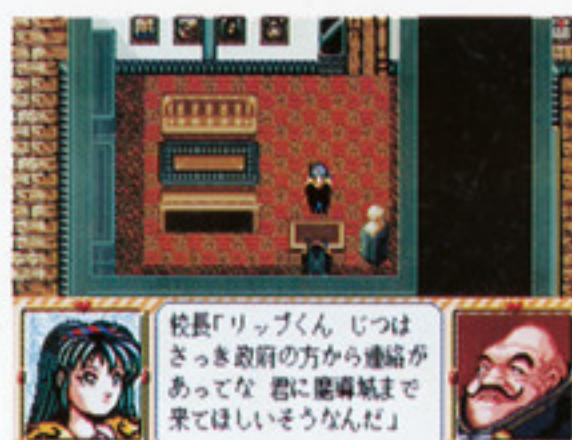 校長「リップくん じつは
さっき政府の方から連絡が
あってな 君に魔導城まで
来てほしいそうなんだ」